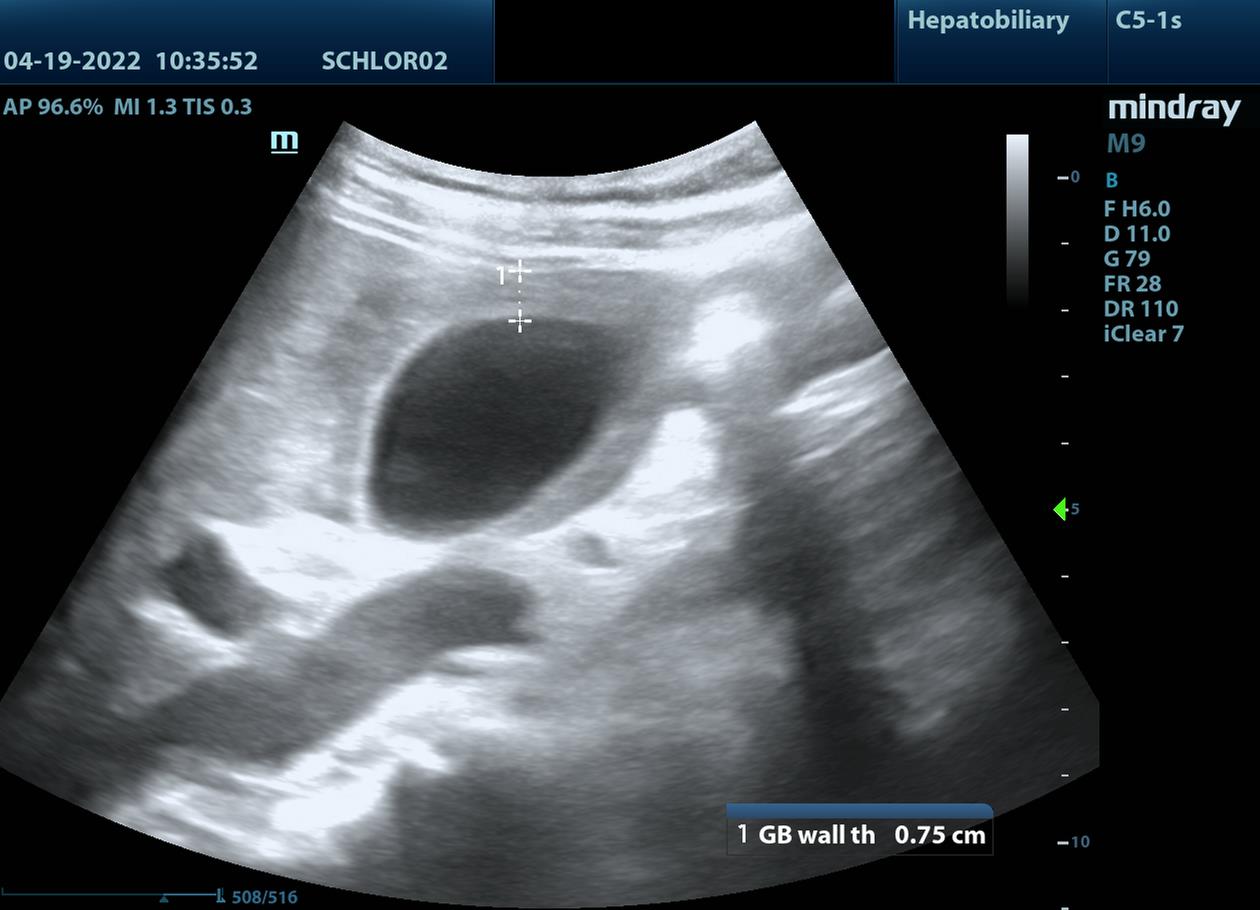 Hepatobiliary
C5-1s
04-19-2022 10:35:52
SCHLOR02
AP 96.6% MI 1.3 TIS 0.3
m
mindray
M9
B
F H6.0
D 11.0
G 79
FR 28
DR 110
iClear 7
0
5
10
1
1 GB wall th 0.75 cm
508/516